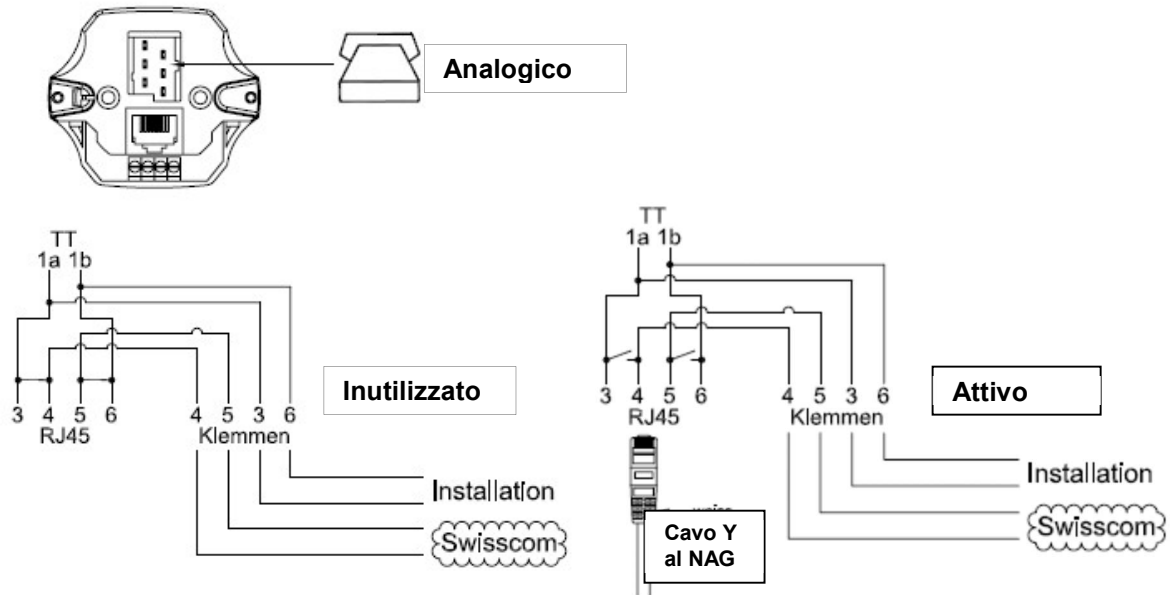 Analogico
TT
1a 1b
3 4 5 6
RJ45
4 5 3 6
Klemmen
Inutilizzato
Installation
Swisscom
TT
1a 1b
3 4 5 6
RJ45
4 5 3 6
Klemmen
Attivo
Installation
Swisscom
Cavo Y
al NAG